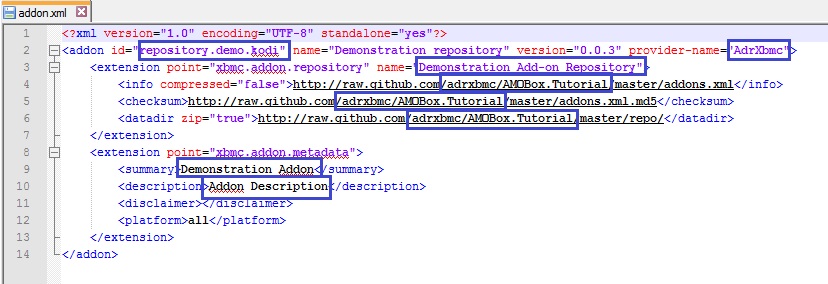 addon.xml
1 <?xml version="1.0" encoding="UTF-8" standalone="yes"?>
2 <addon id="repository.demo.kodi" name="Demonstration repository" version="0.0.3" provider-name="AdrXbmc">
3 <extension point="xbmc.addon.repository" name="Demonstration Add-on Repository">
4 <info compressed="false">http://raw.github.com/adrxbmc/AMOBox.Tutorial/master/addons.xml</info>
5 <checksum>http://raw.github.com/adrxbmc/AMOBox.Tutorial/master/addons.xml.md5</checksum>
6 <datadir zip="true">http://raw.github.com/adrxbmc/AMOBox.Tutorial/master/repo/</datadir>
7 </extension>
8 <extension point="xbmc.addon.metadata">
9 <summary>Demonstration Addon</summary>
10 <description>Addon Description</description>
11 <disclaimer></disclaimer>
12 <platform>all</platform>
13 </extension>
14 </addon>